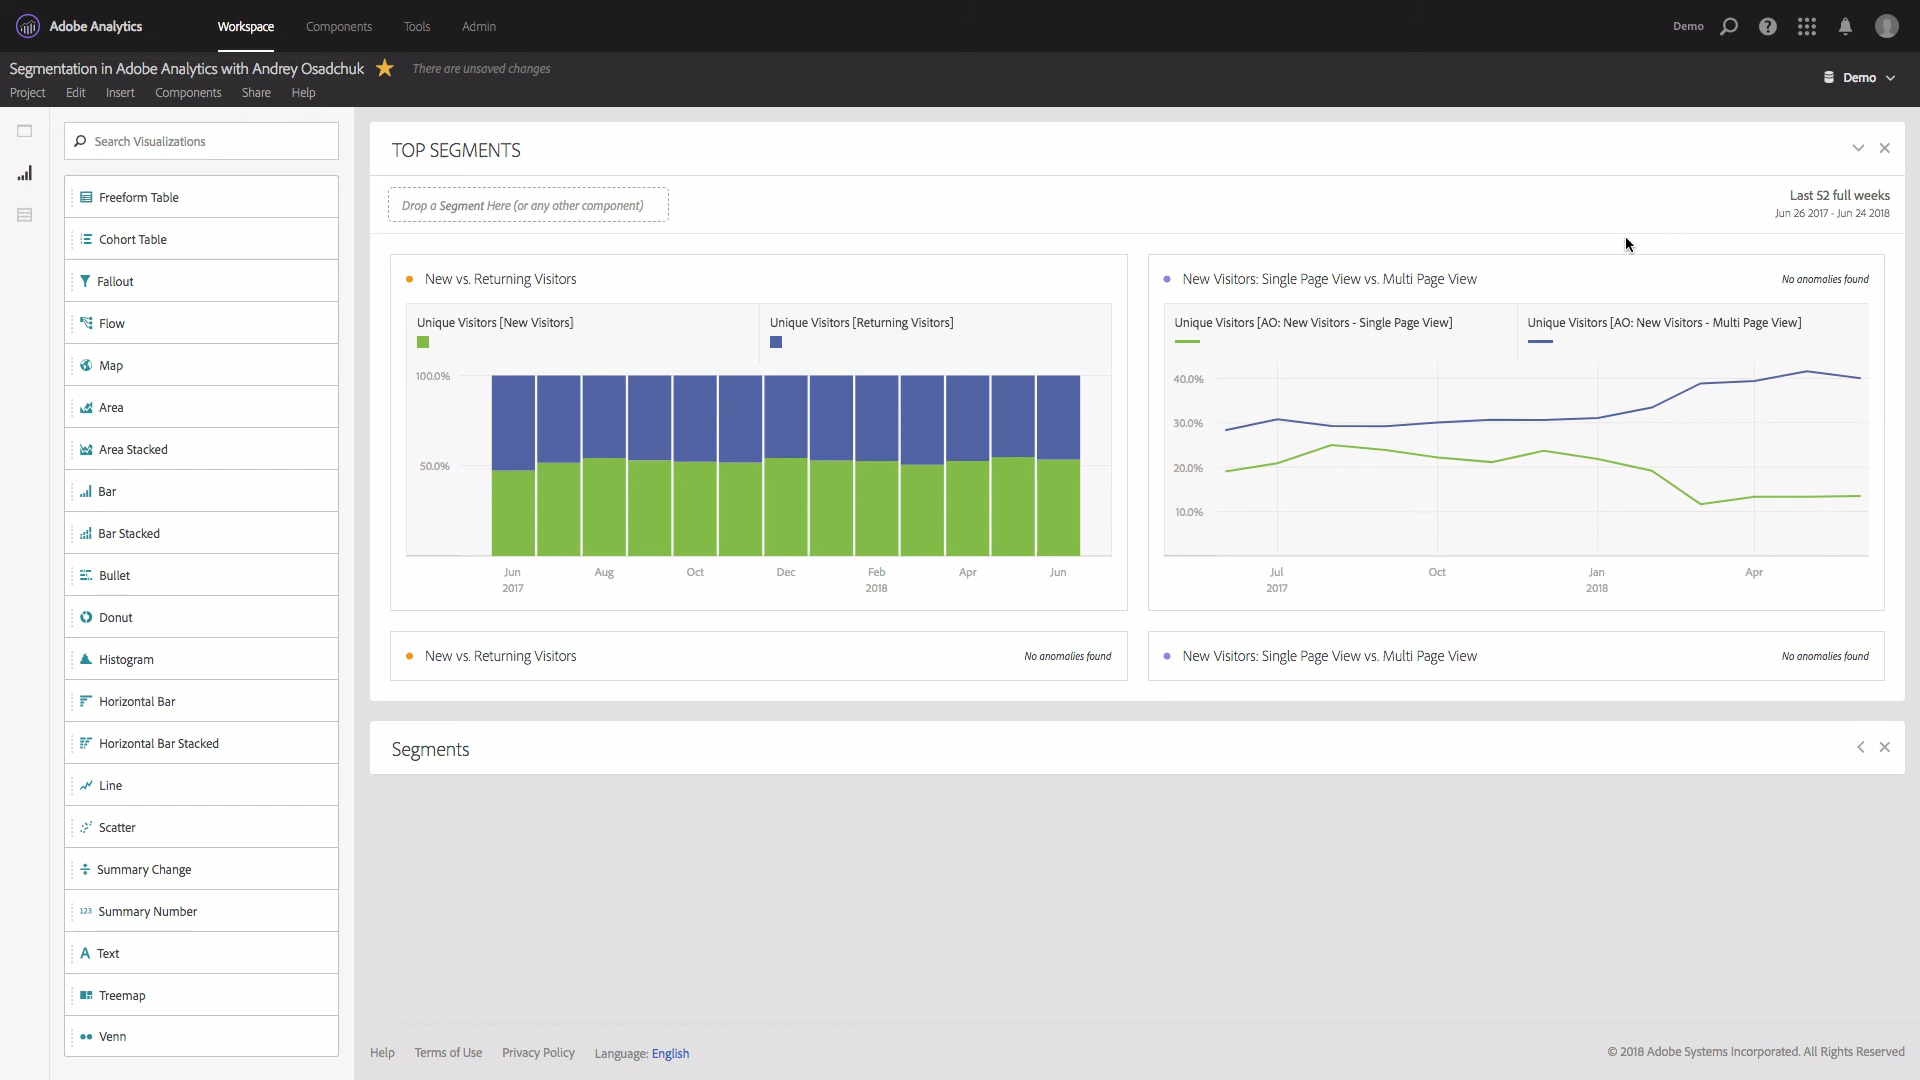 Adobe Analytics
Workspace
Components
Tools
Admin
Demo
Segmentation in Adobe Analytics with Andrey Osadchuk
There are unsaved changes
Project
Edit
Insert
Components
Share
Help
Demo
Search Visualizations
Freeform Table
Cohort Table
Fallout
Flow
Map
Area
Area Stacked
Bar
Bar Stacked
Bullet
Donut
Histogram
Horizontal Bar
Horizontal Bar Stacked
Line
Scatter
Summary Change
123 Summary Number
Text
Treemap
Venn
TOP SEGMENTS
Drop a Segment Here (or any other component)
Last 52 full weeks
Jun 26 2017 - Jun 24 2018
New vs. Returning Visitors
Unique Visitors [New Visitors]
Unique Visitors [Returning Visitors]
100.0%
50.0%
Jun
2017
Aug
Oct
Dec
Feb
2018
Apr
Jun
New Visitors: Single Page View vs. Multi Page View
No anomalies found
Unique Visitors [AO: New Visitors - Single Page View]
Unique Visitors [AO: New Visitors - Multi Page View]
40.0%
30.0%
20.0%
10.0%
Jul
2017
Oct
Jan
2018
Apr
New vs. Returning Visitors
No anomalies found
New Visitors: Single Page View vs. Multi Page View
No anomalies found
Segments
Help
Terms of Use
Privacy Policy
Language: English
© 2018 Adobe Systems Incorporated. All Rights Reserved